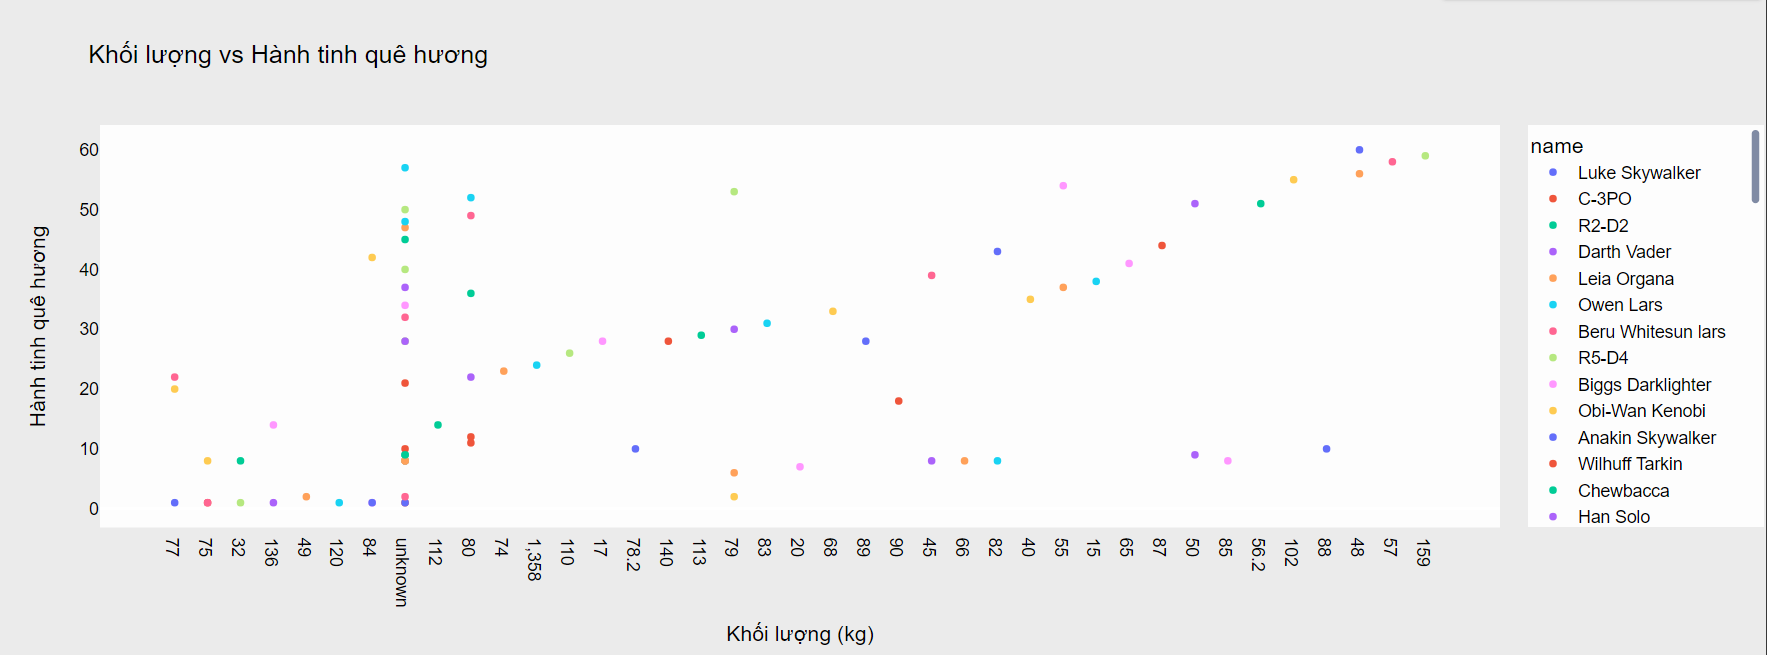 Khối lượng vs Hành tinh quê hương
Hành tinh quê hương
60
50
40
30
20
10
0
77
75
32
136
49
120
84
unknown
112
80
74
1,358
110
17
78.2
140
113
79
83
20
68
89
90
45
66
82
40
55
15
65
87
50
85
56.2
102
88
48
57
159
Khối lượng (kg)
name
Luke Skywalker
C-3PO
R2-D2
Darth Vader
Leia Organa
Owen Lars
Beru Whitesun lars
R5-D4
Biggs Darklighter
Obi-Wan Kenobi
Anakin Skywalker
Wilhuff Tarkin
Chewbacca
Han Solo